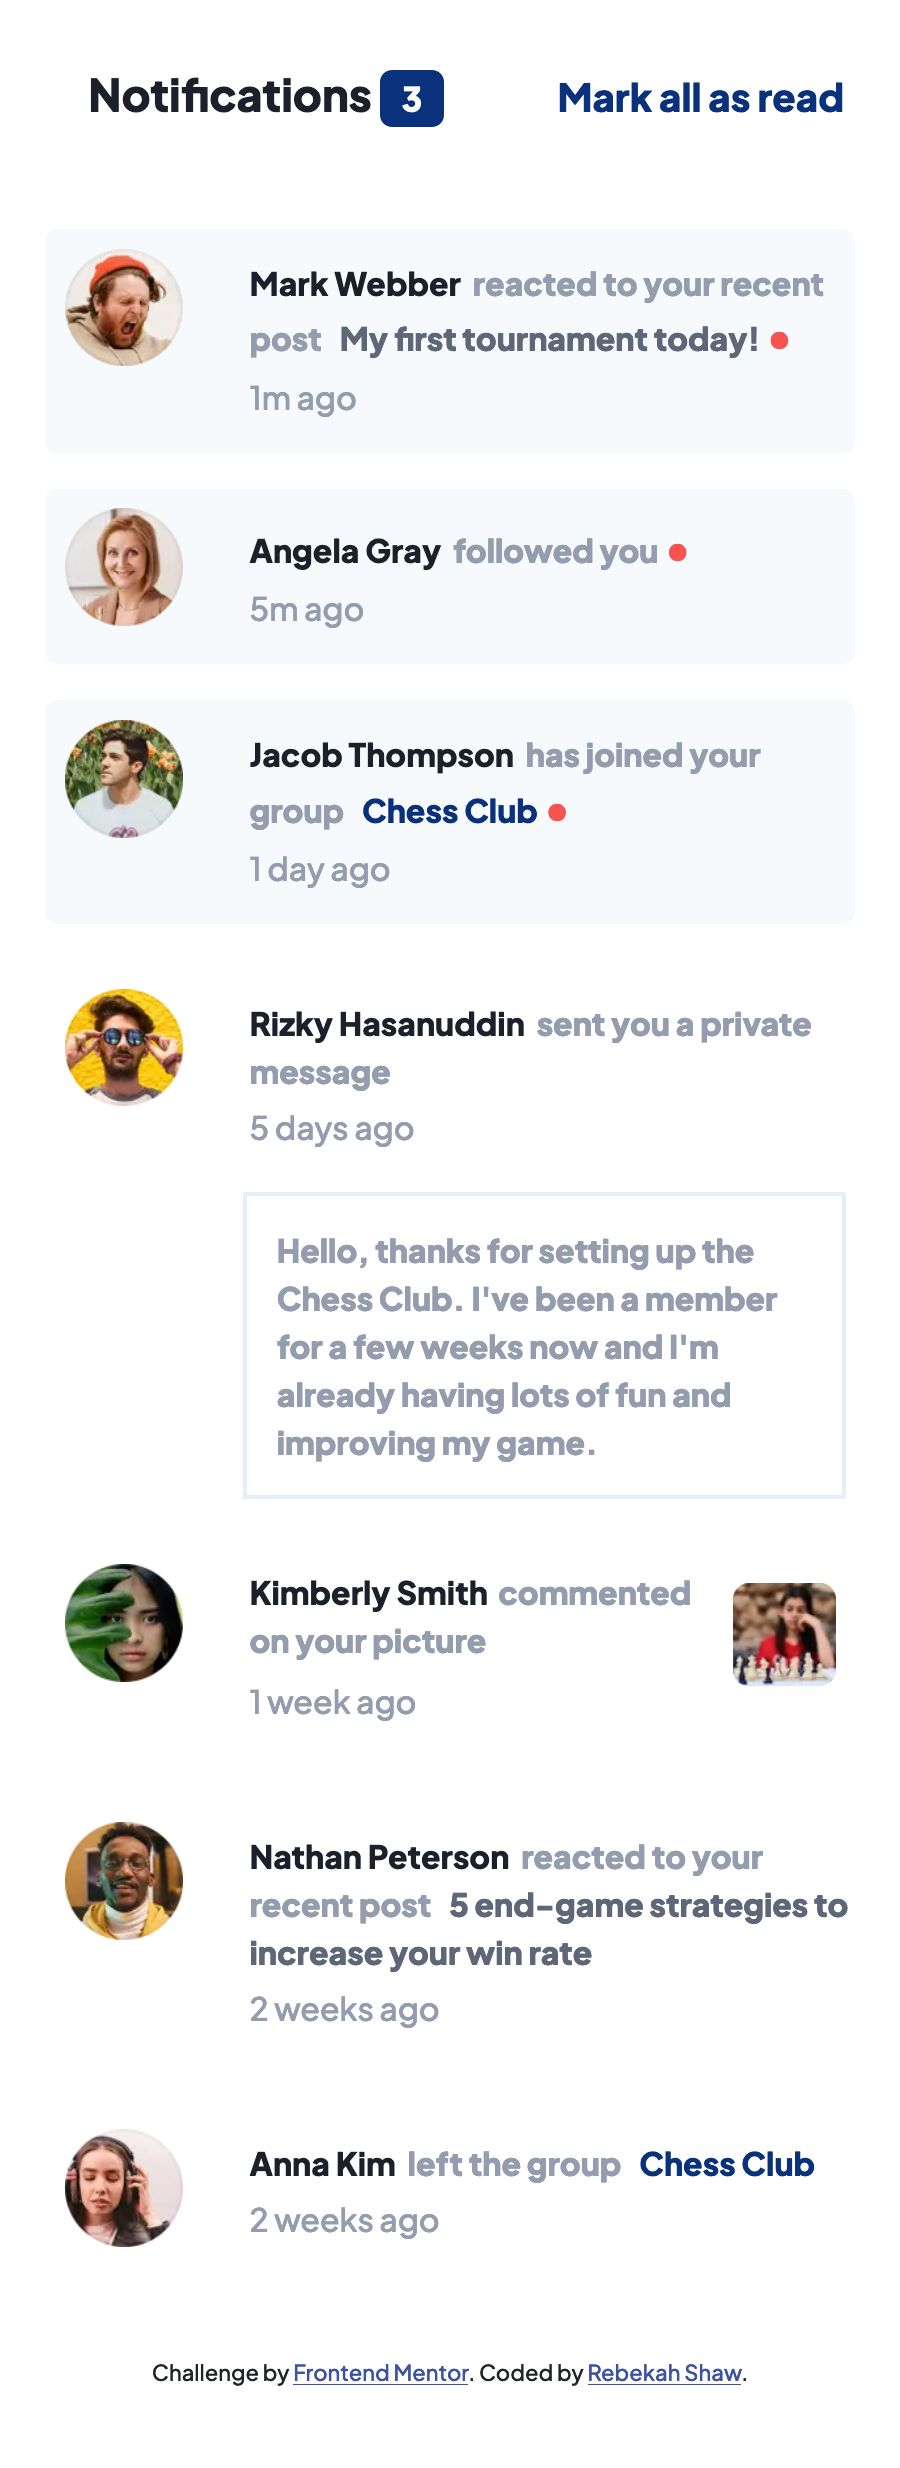 Notifications 3 Mark all as read
Mark Webber reacted to your recent
post My first tournament today!
1m ago
Angela Gray followed you
5m ago
Jacob Thompson has joined your
group Chess Club
1 day ago
Rizky Hasanuddin sent you a private
message
5 days ago
Hello, thanks for setting up the
Chess Club. I've been a member
for a few weeks now and I'm
already having lots of fun and
improving my game.
Kimberly Smith commented
on your picture
1 week ago
Nathan Peterson reacted to your
recent post 5 end-game strategies to
increase your win rate
2 weeks ago
Anna Kim left the group Chess Club
2 weeks ago
Challenge by Frontend Mentor. Coded by Rebekah Shaw.